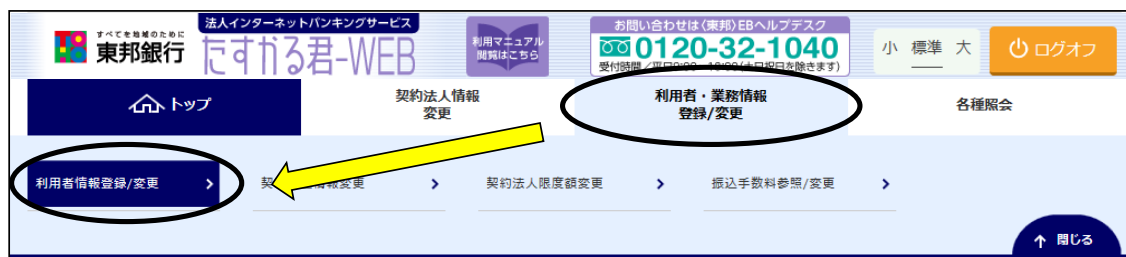 すべてを地域のために
東邦銀行
法人インターネットバンキングサービス
たすかる君-WEB
利用マニュアル
閲覧はこちら
お問い合わせは〈東邦〉EBヘルプデスク
0120-32-1040
小 標準 大
ログオフ
トップ
契約法人情報
変更
利用者・業務情報
登録/変更
各種照会
利用者情報登録/変更
情報変更
契約法人限度額変更
振込手数料参照/変更
閉じる